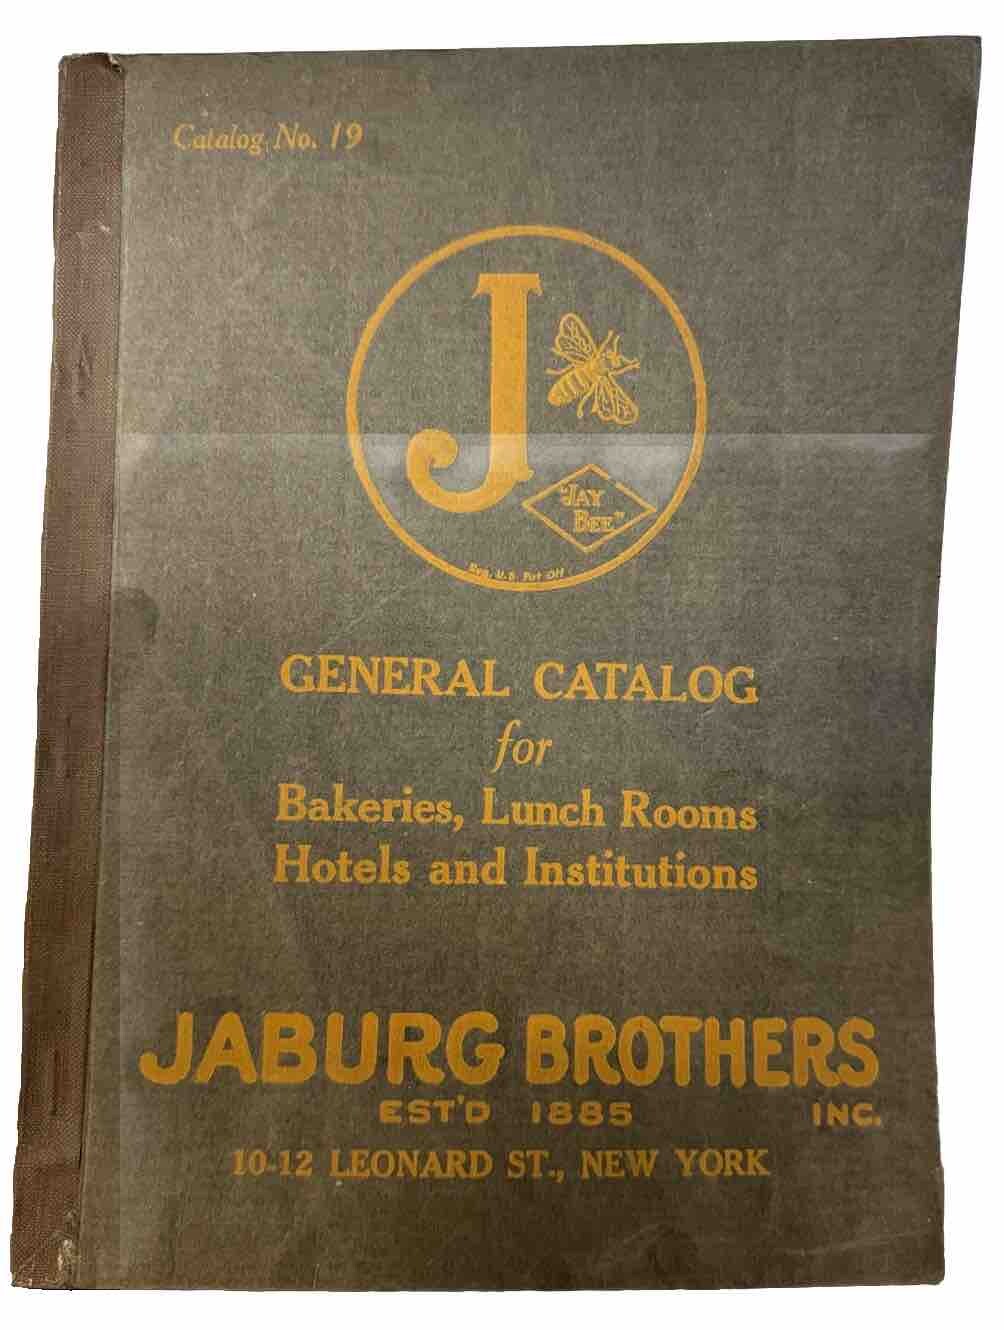 Catalog No. 19
J
"JAY
BEE"
Reg. U.S. Pat Off
GENERAL CATALOG
for
Bakeries, Lunch Rooms
Hotels and Institutions
JABURG BROTHERS
EST'D 1885 INC.
10-12 LEONARD ST., NEW YORK